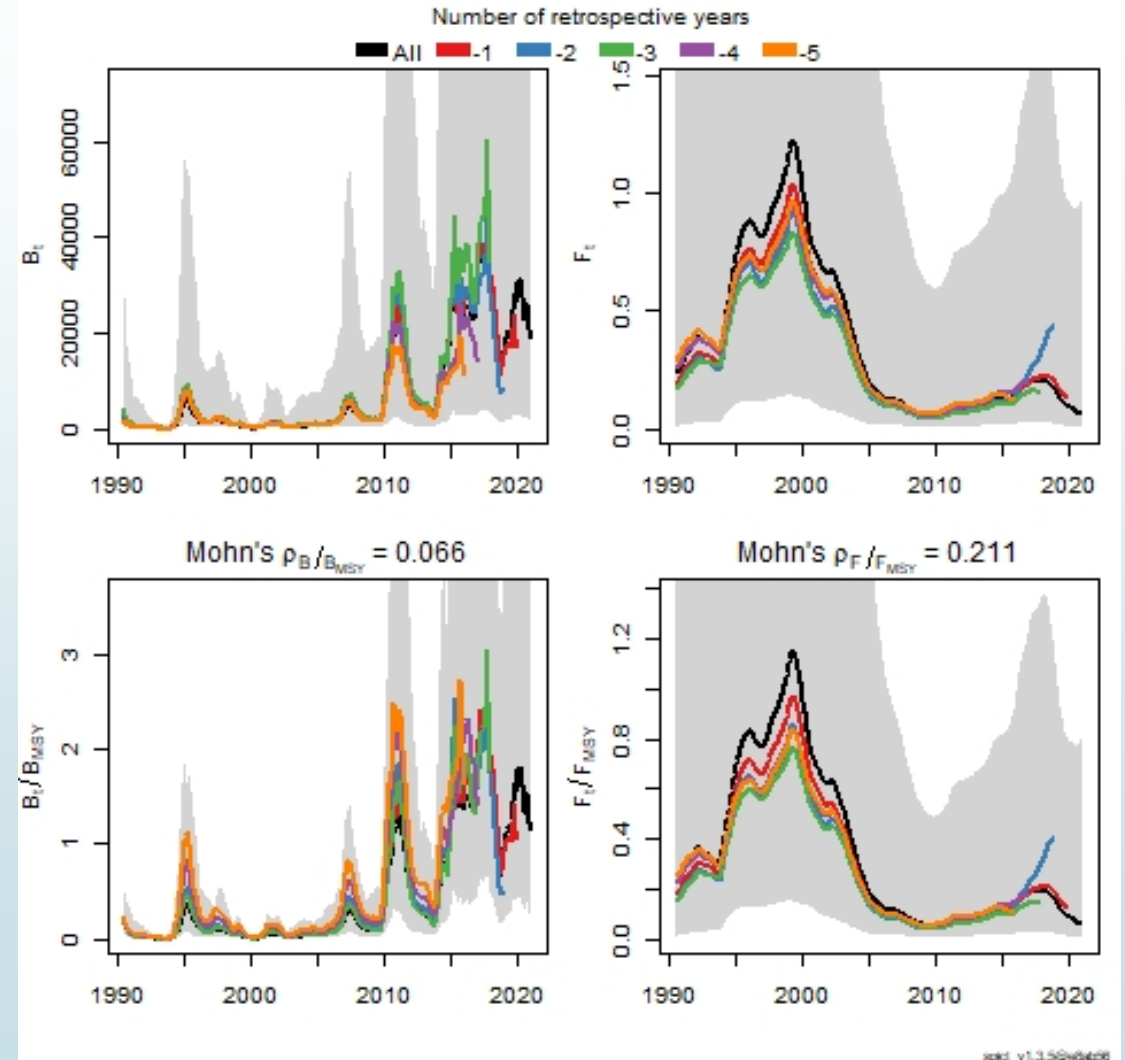 Number of retrospective years
All -1 -2 -3 -4 -5
Bt
0 20000 40000 60000
1990 2000 2010 2020
Ft
0.0 0.5 1.0 1.5
1990 2000 2010 2020
Mohn's ρB/BMSY = 0.066
Bt/BMSY
0 1 2 3
1990 2000 2010 2020
Mohn's ρF/FMSY = 0.211
Ft/FMSY
0.0 0.4 0.8 1.2
1990 2000 2010 2020